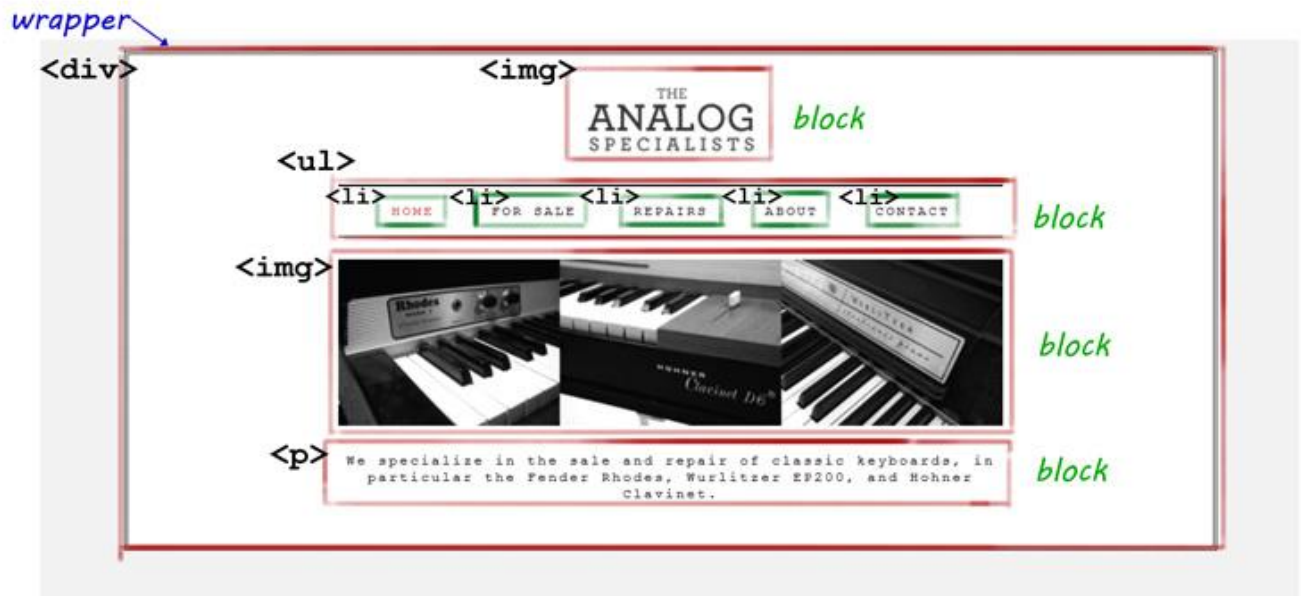 wrapper
<div>
<img>
THE
ANALOG
SPECIALISTS
block
<ul>
<li> <li> <li> <li> <li>
HOME FOR SALE REPAIRS ABOUT CONTACT
block
<img>
Rhodes
WURLITZER
HOHNER
Clavinet D6
block
<p>
We specialize in the sale and repair of classic keyboards, in
particular the Fender Rhodes, Wurlitzer EP200, and Hohner
Clavinet.
block